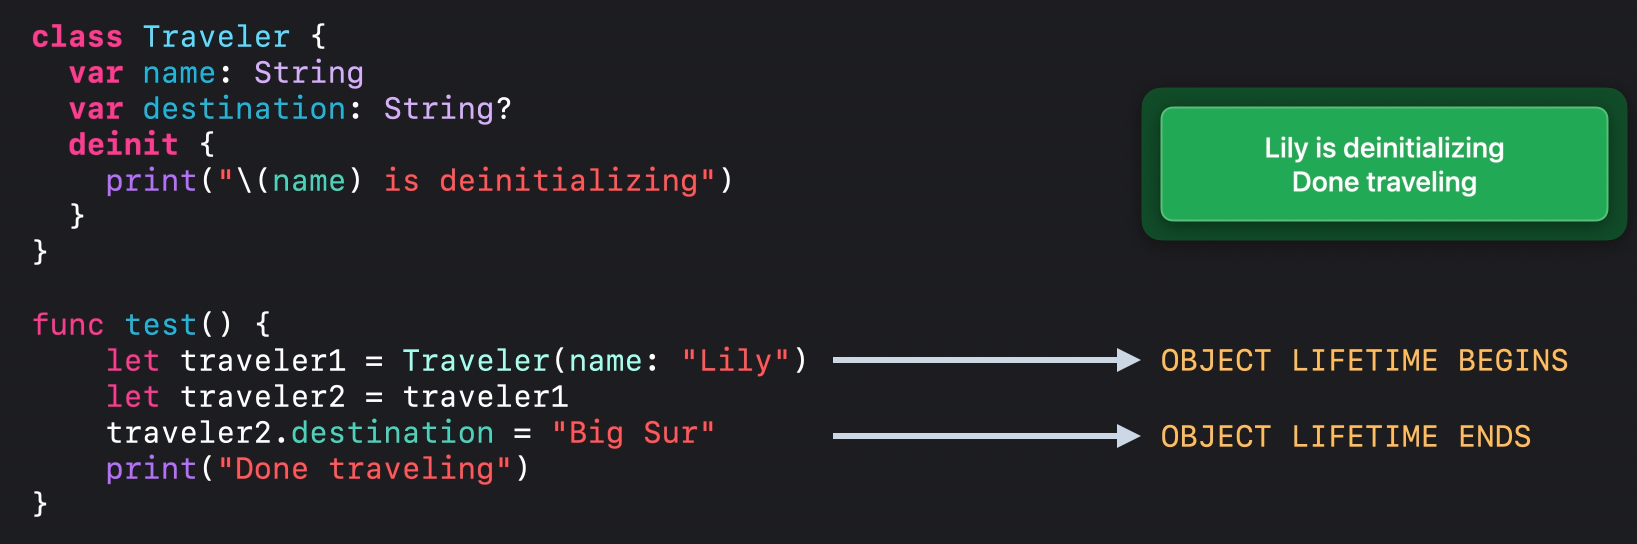 class Traveler {
  var name: String
  var destination: String?
  deinit {
    print("\(name) is deinitializing")
  }
}
Lily is deinitializing
Done traveling
func test() {
    let traveler1 = Traveler(name: "Lily")
OBJECT LIFETIME BEGINS
    let traveler2 = traveler1
    traveler2.destination = "Big Sur"
OBJECT LIFETIME ENDS
    print("Done traveling")
}